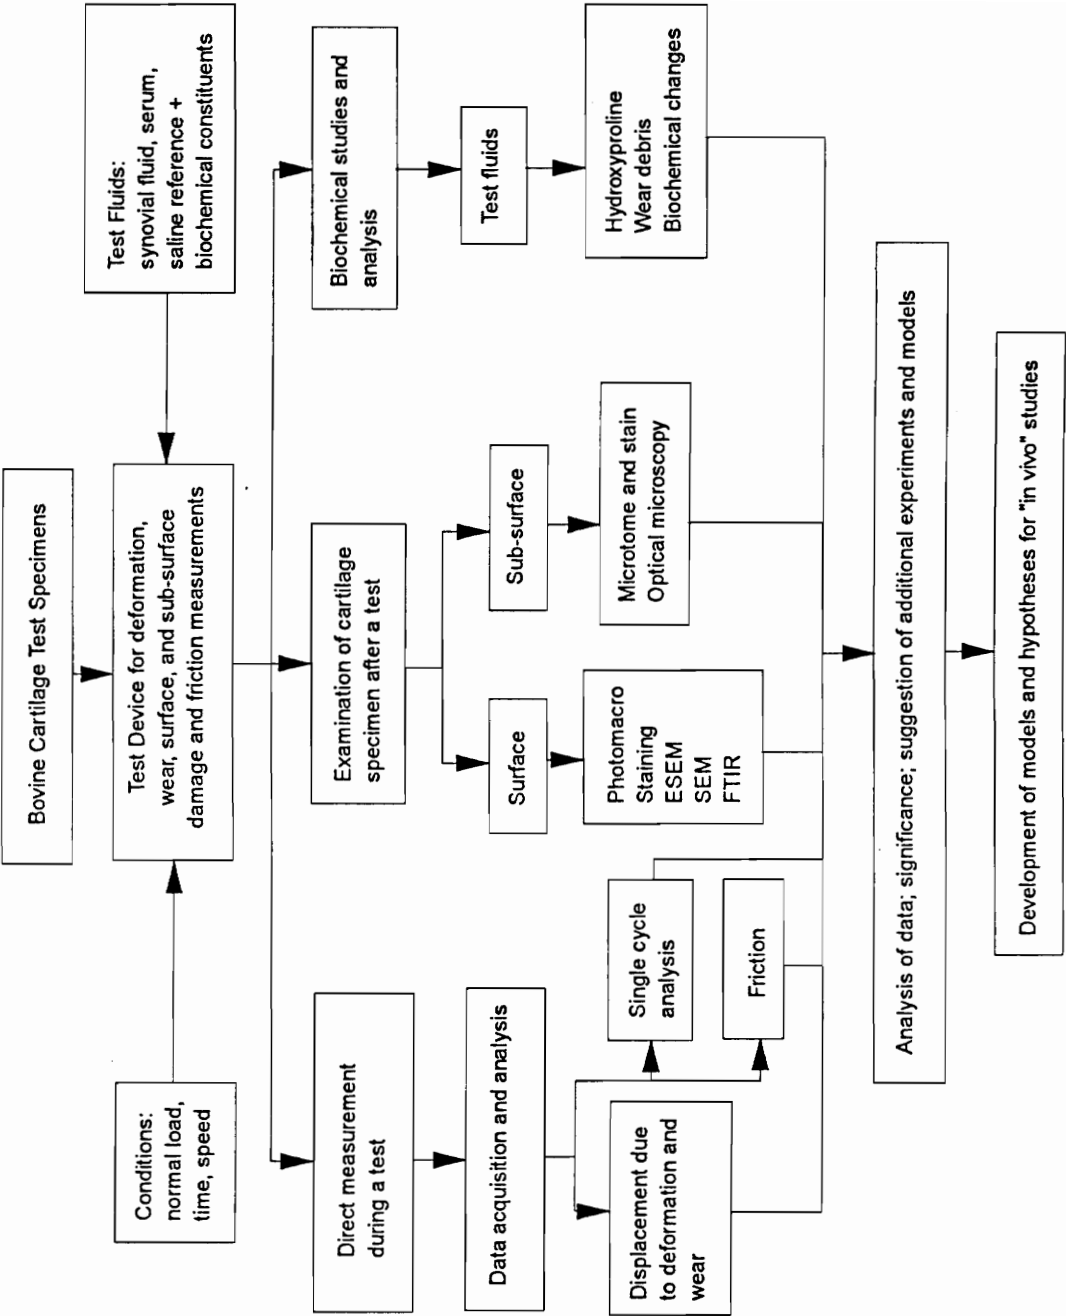 Bovine Cartilage Test Specimens
Conditions:
normal load,
time, speed
Test Device for deformation,
wear, surface, and sub-surface
damage and friction measurements
Test Fluids:
synovial fluid, serum,
saline reference +
biochemical constituents
Direct measurement
during a test
Examination of cartilage
specimen after a test
Biochemical studies and
analysis
Data acquisition and analysis
Surface
Sub-surface
Test fluids
Displacement due
to deformation and
wear
Single cycle
analysis
Friction
Photomacro
Staining
ESEM
SEM
FTIR
Microtome and stain
Optical microscopy
Hydroxyproline
Wear debris
Biochemical changes
Analysis of data; significance; suggestion of additional experiments and models
Development of models and hypotheses for "in vivo" studies